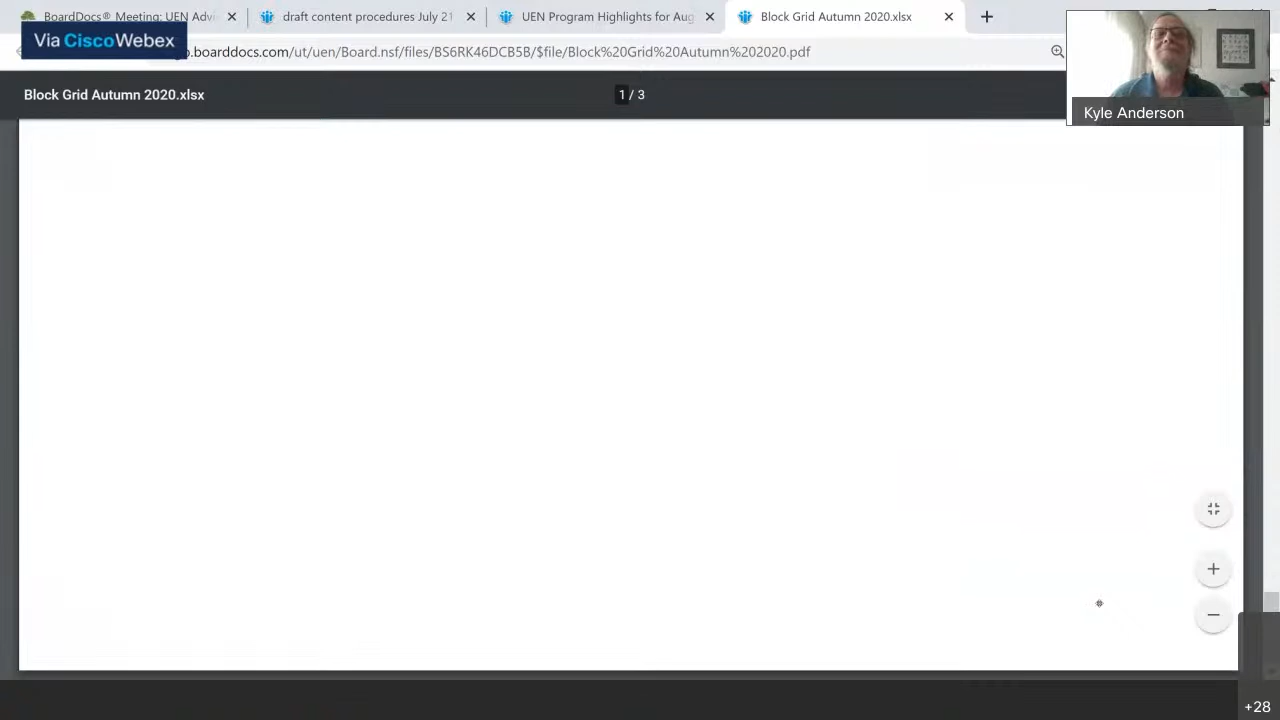 BoardDocs® Meeting: UEN Advi
draft content procedures July 21
UEN Program Highlights for Aug
Block Grid Autumn 2020.xlsx
Via CiscoWebex
.boarddocs.com/ut/uen/Board.nsf/files/BS6RK46DCB5B/$file/Block%20Grid%20Autumn%202020.pdf
Block Grid Autumn 2020.xlsx
1 / 3
Kyle Anderson
+28